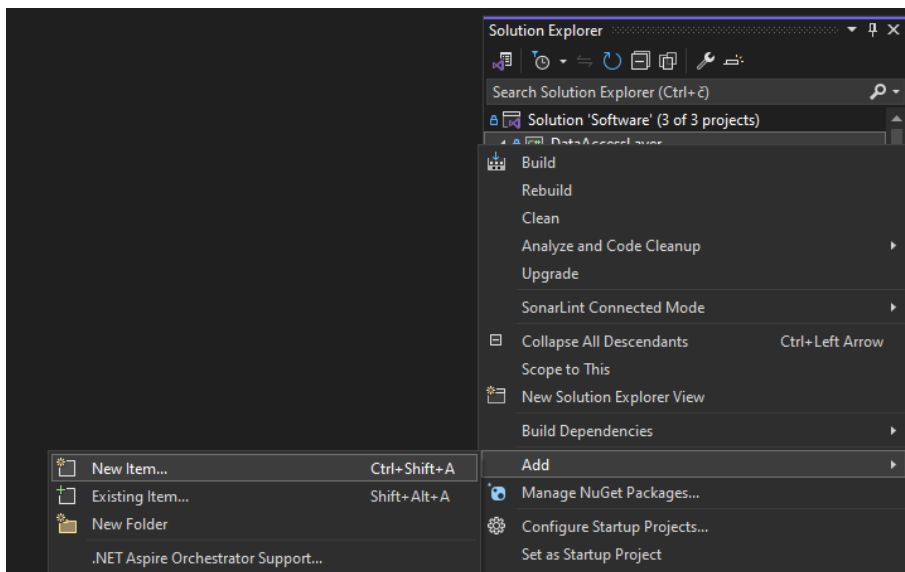 Solution Explorer
Search Solution Explorer (Ctrl+č)
Solution 'Software' (3 of 3 projects)
C# DataAccessLayer
Build
Rebuild
Clean
Analyze and Code Cleanup
Upgrade
SonarLint Connected Mode
Collapse All Descendants Ctrl+Left Arrow
Scope to This
New Solution Explorer View
Build Dependencies
Add
Manage NuGet Packages...
Configure Startup Projects...
Set as Startup Project
New Item... Ctrl+Shift+A
Existing Item... Shift+Alt+A
New Folder
.NET Aspire Orchestrator Support...